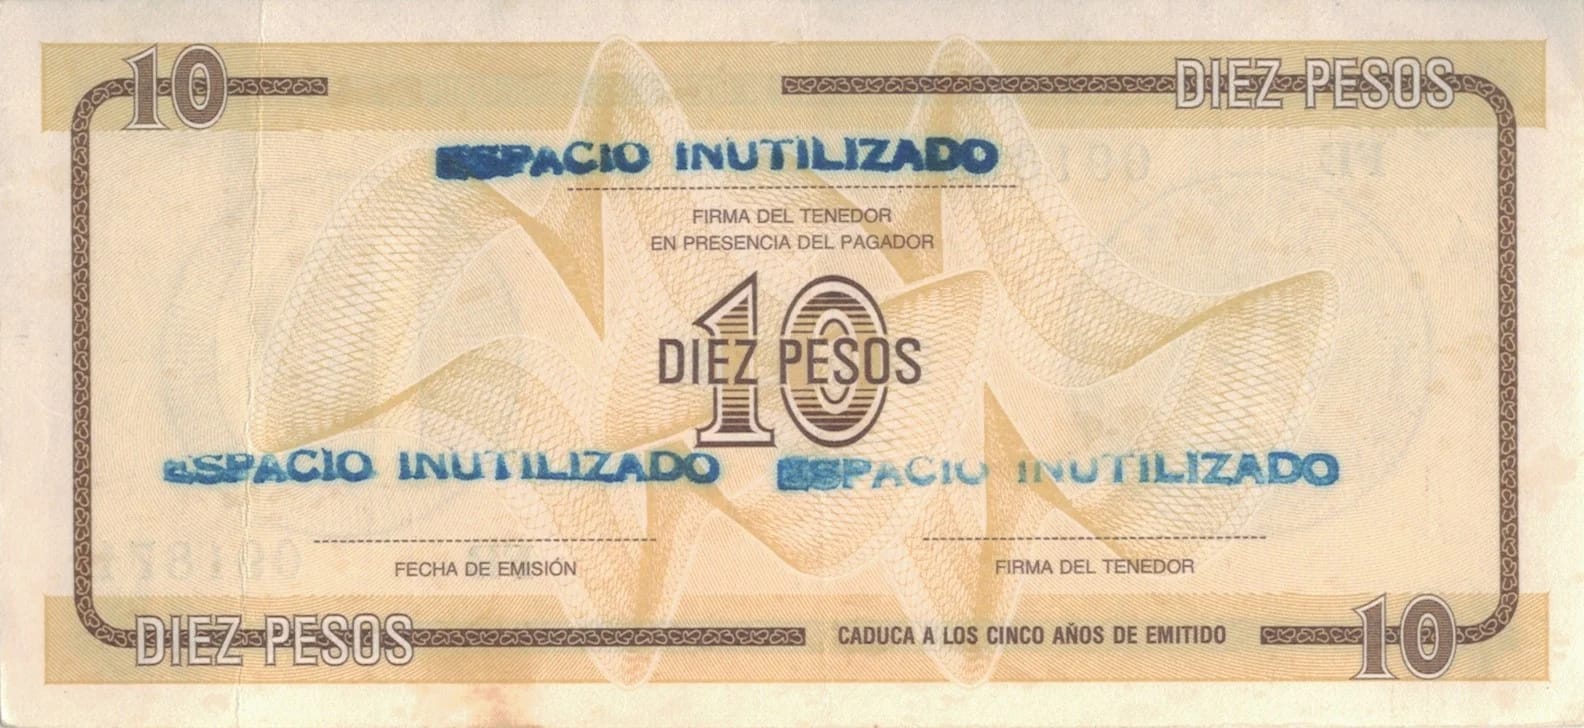 10
DIEZ PESOS
ESPACIO INUTILIZADO
FIRMA DEL TENEDOR
EN PRESENCIA DEL PAGADOR
10
DIEZ PESOS
ESPACIO INUTILIZADO ESPACIO INUTILIZADO
FECHA DE EMISIÓN
FIRMA DEL TENEDOR
DIEZ PESOS
CADUCA A LOS CINCO AÑOS DE EMITIDO
10